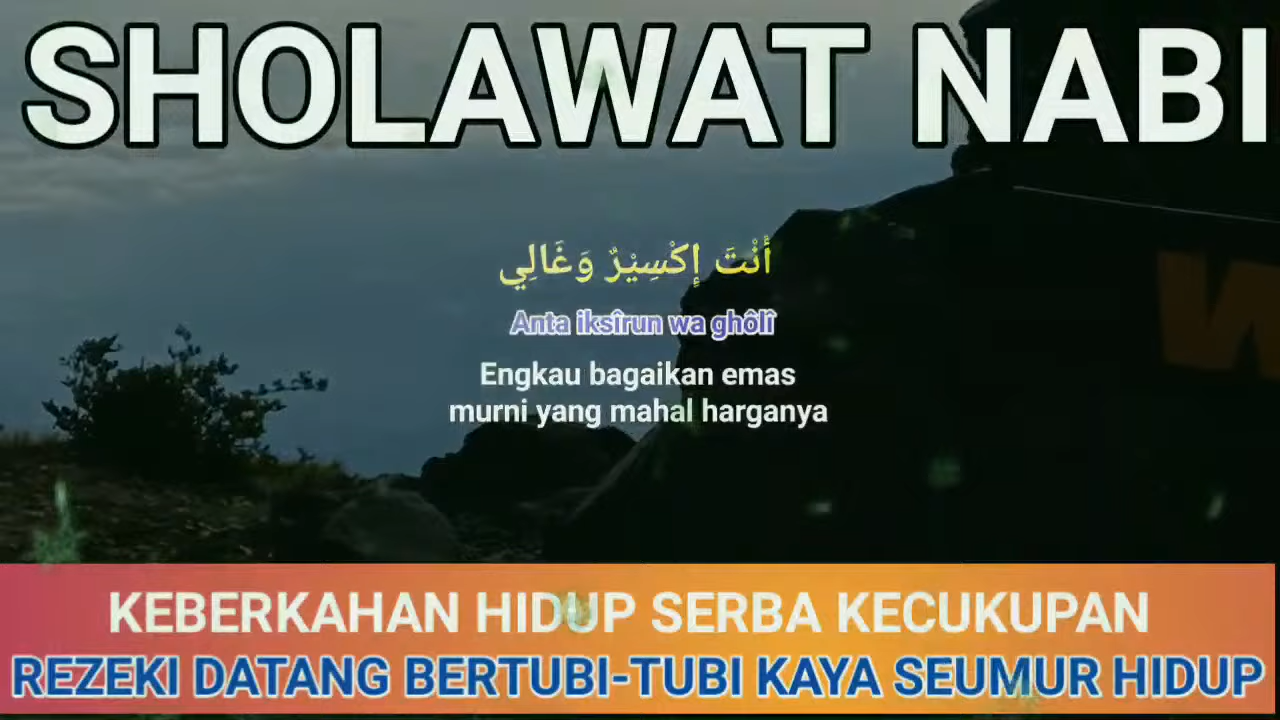 SHOLAWAT NABI
أَنْتَ إِكْسِيْرٌ وَغَالِي
Anta iksîrun wa ghôlî
Engkau bagaikan emas
murni yang mahal harganya
KEBERKAHAN HIDUP SERBA KECUKUPAN
REZEKI DATANG BERTUBI-TUBI KAYA SEUMUR HIDUP